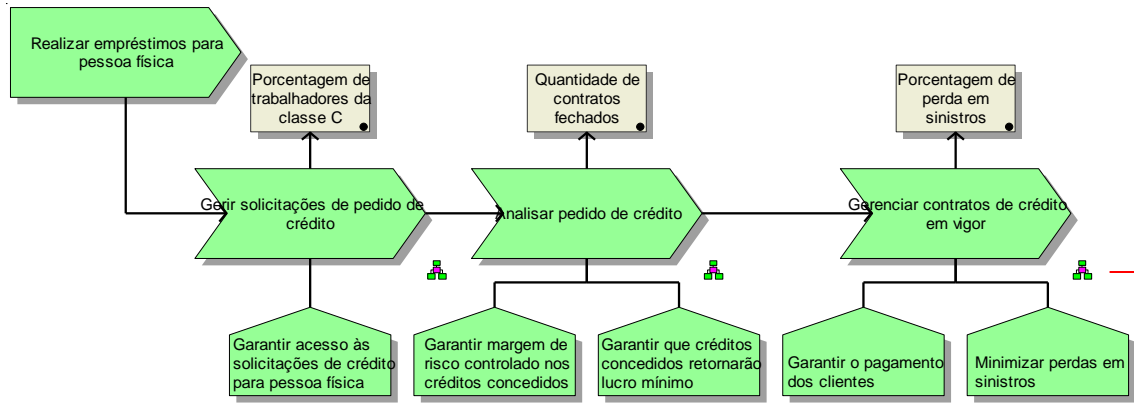 Realizar empréstimos para
pessoa física
Porcentagem de
trabalhadores da
classe C
Quantidade de
contratos
fechados
Porcentagem de
perda em
sinistros
Gerir solicitações de pedido de
crédito
Analisar pedido de crédito
Gerenciar contratos de crédito
em vigor
Garantir acesso às
solicitações de crédito
para pessoa física
Garantir margem de
risco controlado nos
créditos concedidos
Garantir que créditos
concedidos retornarão
lucro mínimo
Garantir o pagamento
dos clientes
Minimizar perdas em
sinistros